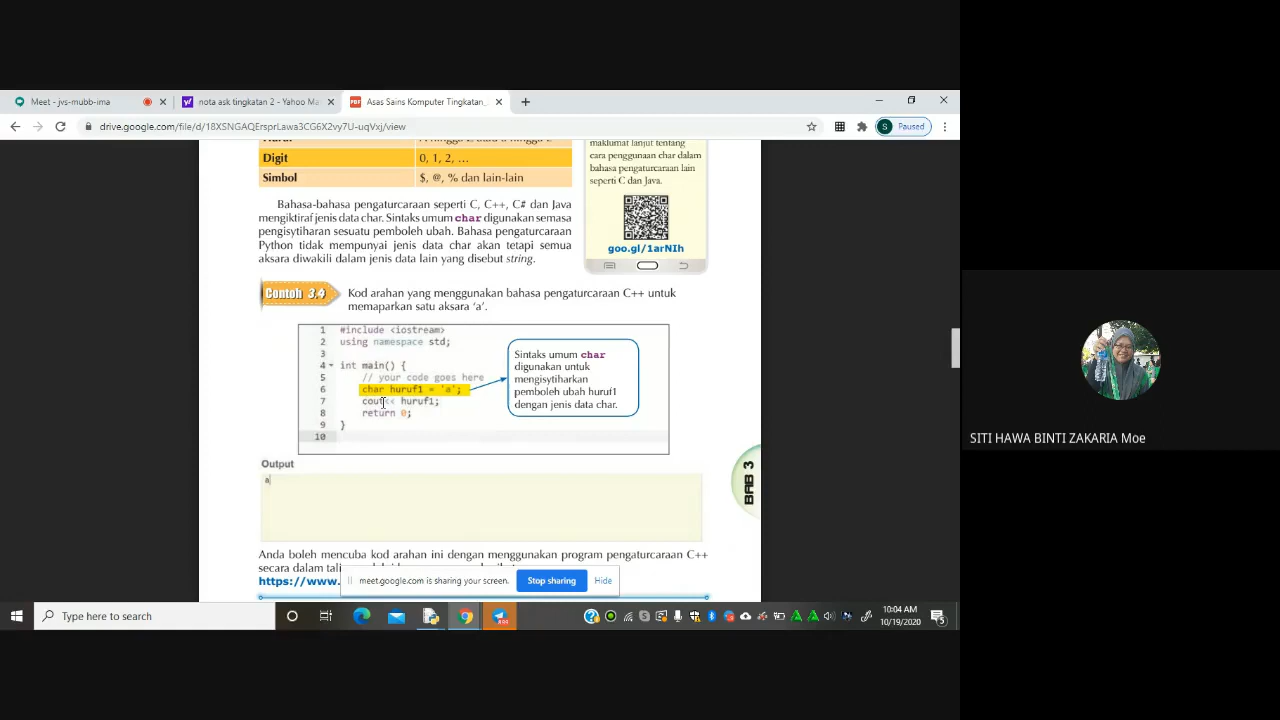 Meet - jvs-mubb-ima
nota ask tingkatan 2 - Yahoo Ma
Asas Sains Komputer Tingkatan_
drive.google.com/file/d/18XSNGAQErsprLawa3CG6X2vy7U-uqVxj/view
S Paused
Digit 0, 1, 2, ...
Simbol $, @, % dan lain-lain
maklumat lanjut tentang
cara penggunaan char dalam
bahasa pengaturcaraan lain
seperti C dan Java.
goo.gl/1arNIh
Bahasa-bahasa pengaturcaraan seperti C, C++, C# dan Java
mengiktiraf jenis data char. Sintaks umum char digunakan semasa
pengisytiharan sesuatu pemboleh ubah. Bahasa pengaturcaraan
Python tidak mempunyai jenis data char akan tetapi semua
aksara diwakili dalam jenis data lain yang disebut string.
Contoh 3.4
Kod arahan yang menggunakan bahasa pengaturcaraan C++ untuk
memaparkan satu aksara 'a'.
1 #include <iostream>
2 using namespace std;
3
4 int main() {
5 // your code goes here
6 char huruf1 = 'a';
7 cout<< huruf1;
8 return 0;
9 }
10
Sintaks umum char
digunakan untuk
mengisytiharkan
pemboleh ubah huruf1
dengan jenis data char.
Output
a
BAB 3
Anda boleh mencuba kod arahan ini dengan menggunakan program pengaturcaraan C++
secara dalam
https://www.
meet.google.com is sharing your screen.
Stop sharing
Hide
Type here to search
10:04 AM
10/19/2020
5
SITI HAWA BINTI ZAKARIA Moe